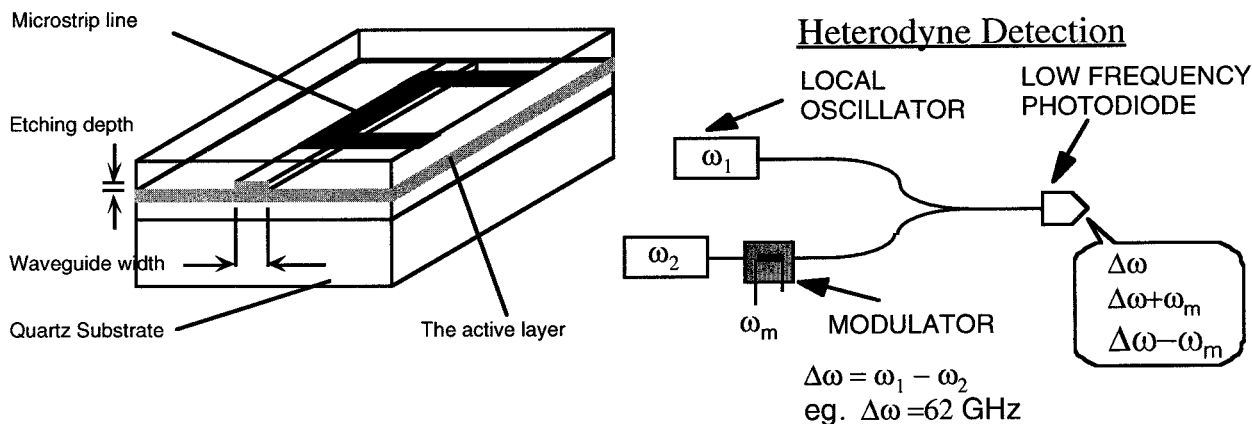 Microstrip line
Etching depth
Waveguide width
Quartz Substrate
The active layer
Heterodyne Detection
LOCAL
OSCILLATOR
LOW FREQUENCY
PHOTODIODE
ω₁
ω₂
ωₘ
MODULATOR
Δω
Δω+ωₘ
Δω−ωₘ
Δω = ω₁ − ω₂
eg. Δω =62 GHz